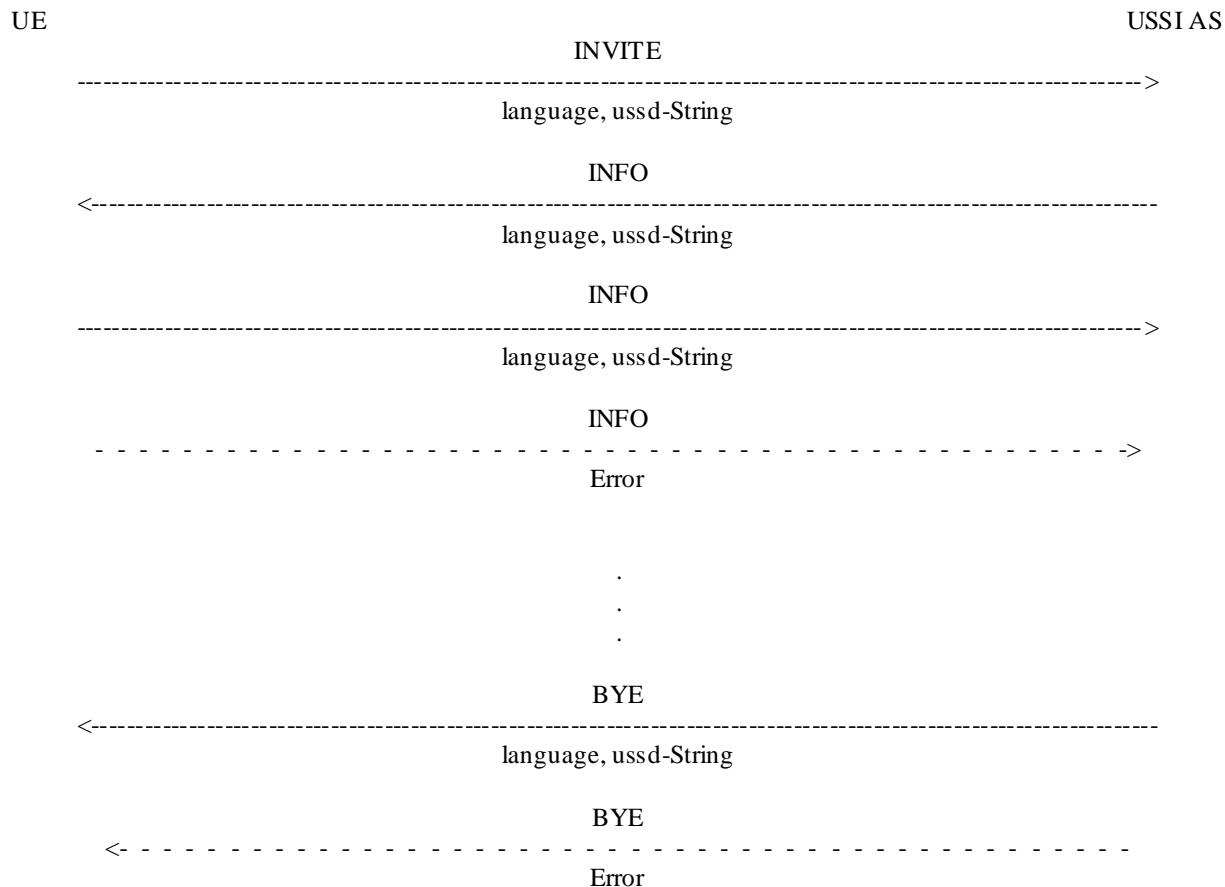 UE USSI AS
INVITE
------------------------------------------------------------------------------------------------------------------------>
language, ussd-String
INFO
<------------------------------------------------------------------------------------------------------------------------
language, ussd-String
INFO
------------------------------------------------------------------------------------------------------------------------>
language, ussd-String
INFO
- - - - - - - - - - - - - - - - - - - - - - - - - - - - - - - - - - - - - - - - - - - - - - - ->
Error
.
.
.
BYE
<------------------------------------------------------------------------------------------------------------------------
language, ussd-String
BYE
<- - - - - - - - - - - - - - - - - - - - - - - - - - - - - - - - - - - - - - - - - - - - - - -
Error